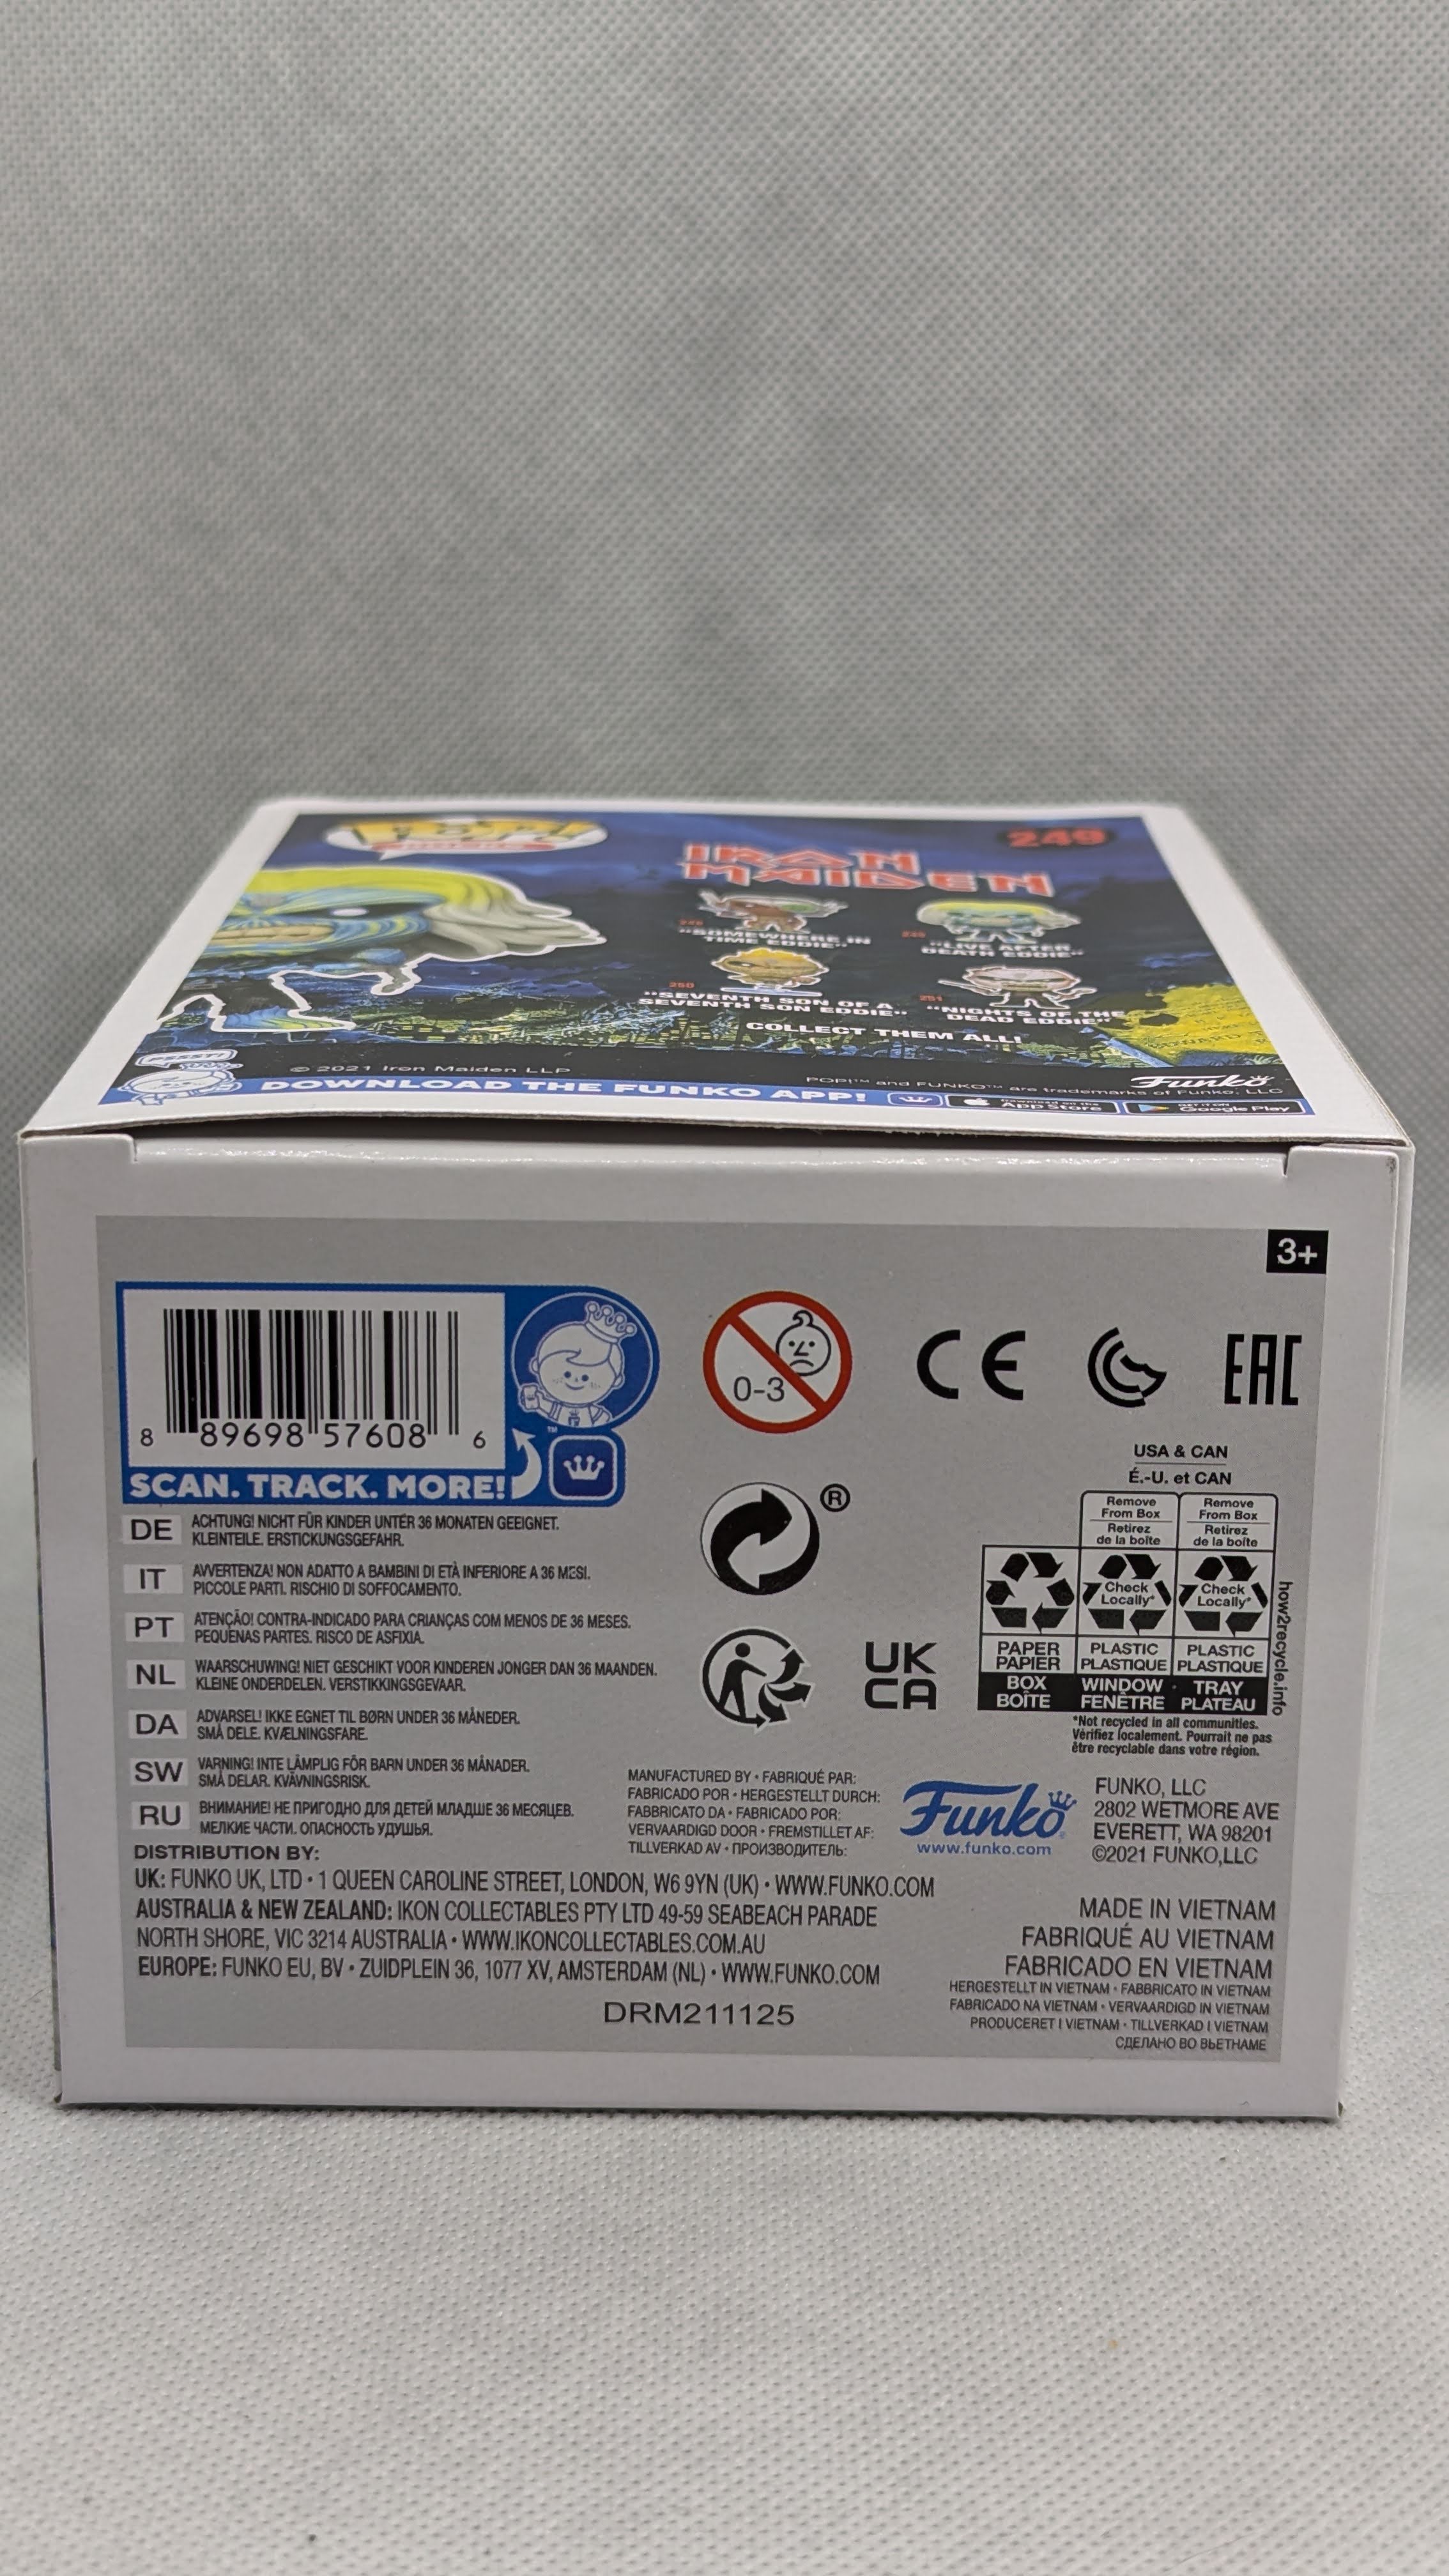 POP!
ROCKS
249
IRON
MAIDEN
248
"SOMEWHERE IN
TIME EDDIE"
249
"LIVE AFTER
DEATH EDDIE"
250
"SEVENTH SON OF A
SEVENTH SON EDDIE"
251
"NIGHTS OF THE
DEAD EDDIE"
COLLECT THEM ALL!
PSSST!
© 2021 Iron Maiden LLP
POP!™ and FUNKO™ are trademarks of Funko, LLC
Funko
DOWNLOAD THE FUNKO APP!
Download on the
App Store
GET IT ON
Google Play
3+
8 89698 57608 6
™
SCAN. TRACK. MORE!
0-3
CE
EAC
®
UK
CA
USA & CAN
É.-U. et CAN
Remove
From Box
Retirez
de la boîte
Remove
From Box
Retirez
de la boîte
Check
Locally*
Check
Locally*
PAPER
PAPIER
PLASTIC
PLASTIQUE
PLASTIC
PLASTIQUE
BOX
BOÎTE
WINDOW
FENÊTRE
TRAY
PLATEAU
how2recycle.info
*Not recycled in all communities.
Vérifiez localement. Pourrait ne pas
être recyclable dans votre région.
DE ACHTUNG! NICHT FÜR KINDER UNTER 36 MONATEN GEEIGNET.
KLEINTEILE. ERSTICKUNGSGEFAHR.
IT AVVERTENZA! NON ADATTO A BAMBINI DI ETÀ INFERIORE A 36 MESI.
PICCOLE PARTI. RISCHIO DI SOFFOCAMENTO.
PT ATENÇÃO! CONTRA-INDICADO PARA CRIANÇAS COM MENOS DE 36 MESES.
PEQUENAS PARTES. RISCO DE ASFIXIA.
NL WAARSCHUWING! NIET GESCHIKT VOOR KINDEREN JONGER DAN 36 MAANDEN.
KLEINE ONDERDELEN. VERSTIKKINGSGEVAAR.
DA ADVARSEL! IKKE EGNET TIL BØRN UNDER 36 MÅNEDER.
SMÅ DELE. KVÆLNINGSFARE.
SW VARNING! INTE LÄMPLIG FÖR BARN UNDER 36 MÅNADER.
SMÅ DELAR. KVÄVNINGSRISK.
RU ВНИМАНИЕ! НЕ ПРИГОДНО ДЛЯ ДЕТЕЙ МЛАДШЕ 36 МЕСЯЦЕВ.
МЕЛКИЕ ЧАСТИ. ОПАСНОСТЬ УДУШЬЯ.
MANUFACTURED BY • FABRIQUÉ PAR:
FABRICADO POR • HERGESTELLT DURCH:
FABBRICATO DA • FABRICADO POR:
VERVAARDIGD DOOR • FREMSTILLET AF:
TILLVERKAD AV • ПРОИЗВОДИТЕЛЬ:
Funko
www.funko.com
FUNKO, LLC
2802 WETMORE AVE
EVERETT, WA 98201
©2021 FUNKO,LLC
DISTRIBUTION BY:
UK: FUNKO UK, LTD • 1 QUEEN CAROLINE STREET, LONDON, W6 9YN (UK) • WWW.FUNKO.COM
AUSTRALIA & NEW ZEALAND: IKON COLLECTABLES PTY LTD 49-59 SEABEACH PARADE
NORTH SHORE, VIC 3214 AUSTRALIA • WWW.IKONCOLLECTABLES.COM.AU
EUROPE: FUNKO EU, BV • ZUIDPLEIN 36, 1077 XV, AMSTERDAM (NL) • WWW.FUNKO.COM
DRM211125
MADE IN VIETNAM
FABRIQUÉ AU VIETNAM
FABRICADO EN VIETNAM
HERGESTELLT IN VIETNAM • FABBRICATO IN VIETNAM
FABRICADO NA VIETNAM • VERVAARDIGD IN VIETNAM
PRODUCERET I VIETNAM • TILLVERKAD I VIETNAM
СДЕЛАНО ВО ВЬЕТНАМЕ